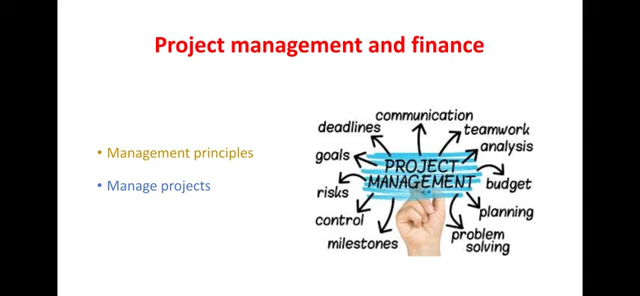 Project management and finance
• Management principles
• Manage projects
communication
deadlines
teamwork
analysis
goals
PROJECT
MANAGEMENT
budget
risks
planning
control
milestones
problem
solving